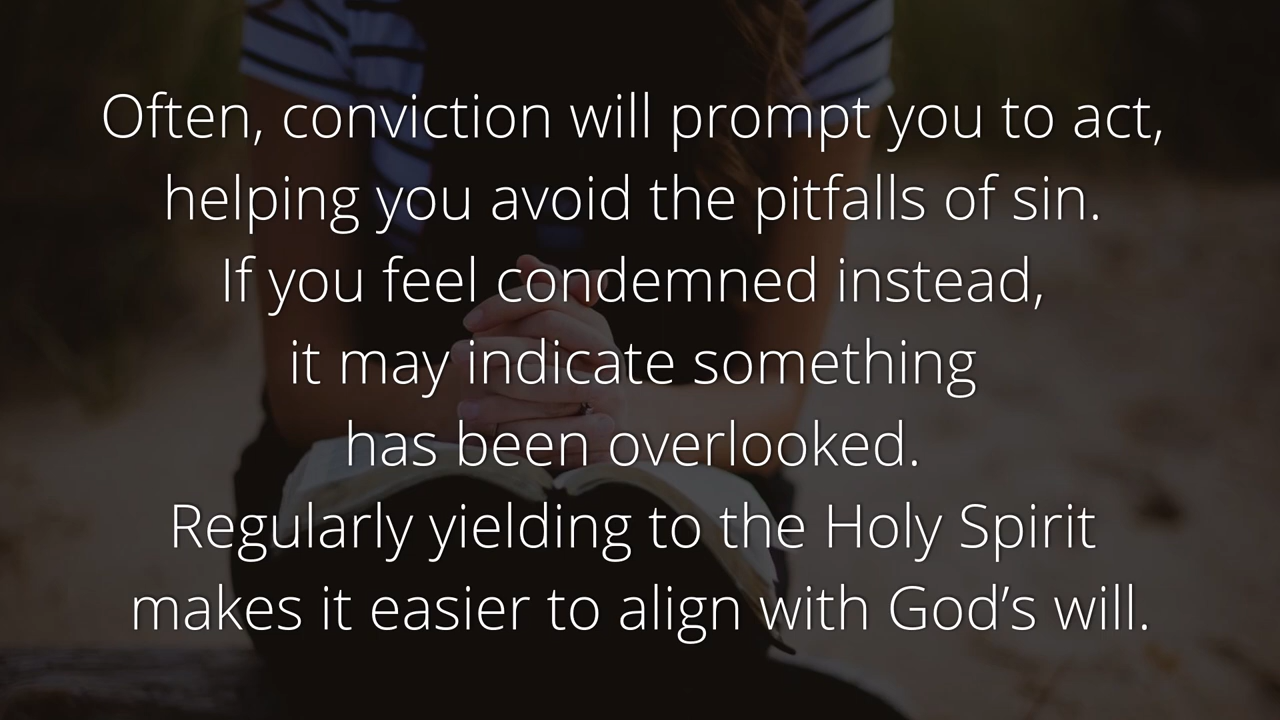 Often, conviction will prompt you to act,
helping you avoid the pitfalls of sin.
If you feel condemned instead,
it may indicate something
has been overlooked.
Regularly yielding to the Holy Spirit
makes it easier to align with God’s will.